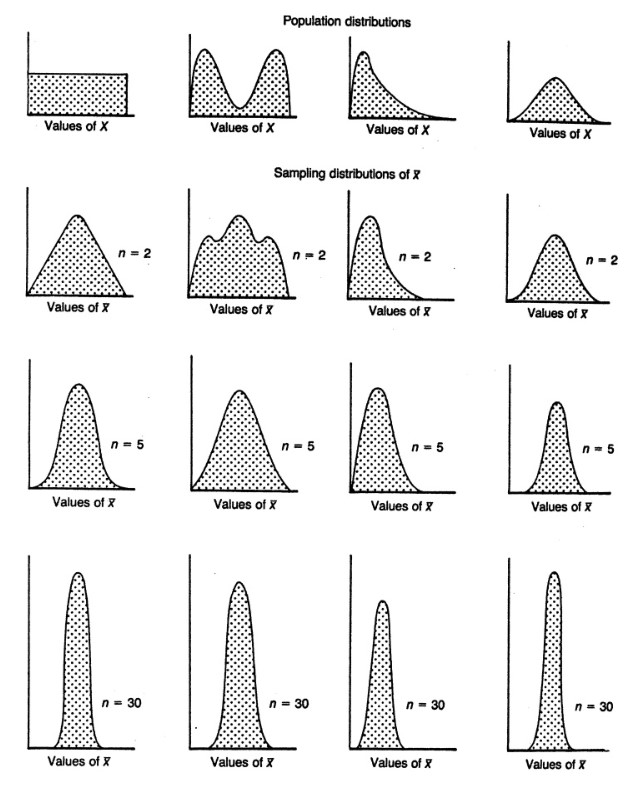 Population distributions
Values of X
Values of X
Values of X
Values of X
Sampling distributions of x̄
n = 2
n = 2
n = 2
n = 2
Values of x̄
Values of x̄
Values of x̄
Values of x̄
n = 5
n = 5
n = 5
n = 5
Values of x̄
Values of x̄
Values of x̄
Values of x̄
n = 30
n = 30
n = 30
n = 30
Values of x̄
Values of x̄
Values of x̄
Values of x̄